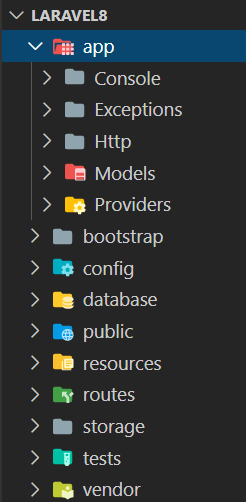 LARAVEL8
app
Console
Exceptions
Http
Models
Providers
bootstrap
config
database
public
resources
routes
storage
tests
vendor